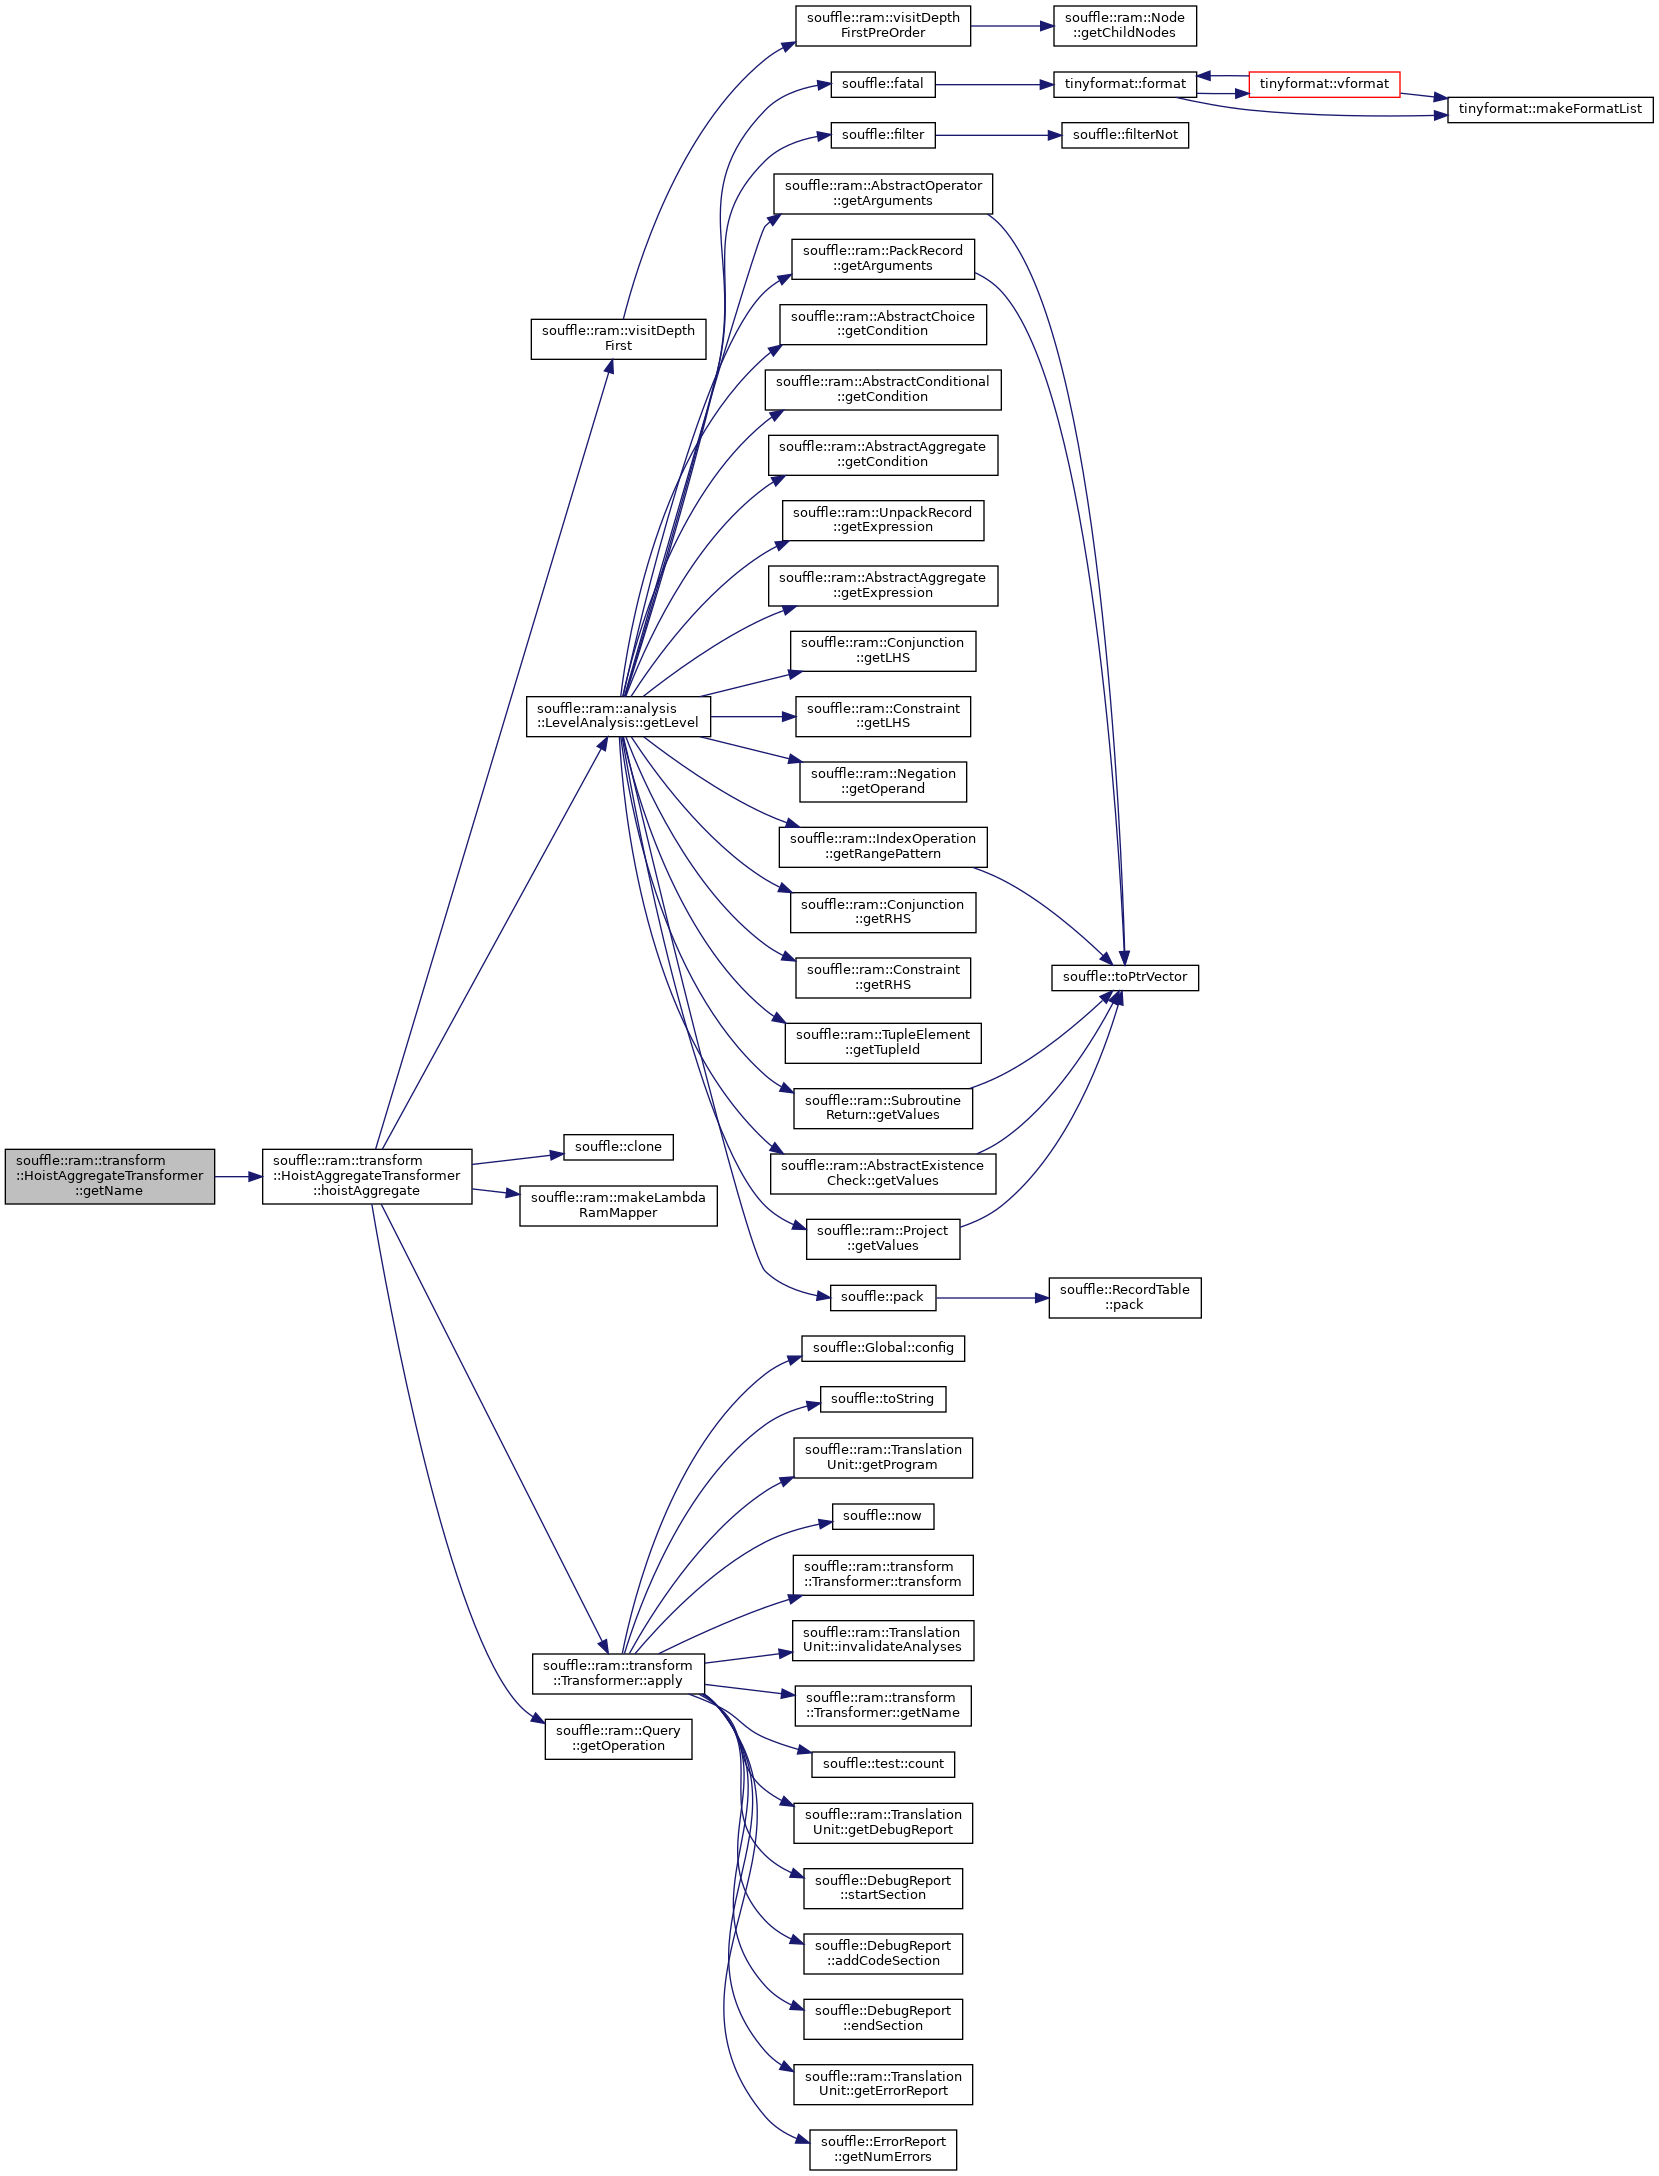 souffle::ram::transform
::HoistAggregateTransformer
::getName
souffle::ram::transform
::HoistAggregateTransformer
::hoistAggregate
souffle::ram::visitDepth
First
souffle::ram::analysis
::LevelAnalysis::getLevel
souffle::clone
souffle::ram::makeLambda
RamMapper
souffle::ram::transform
::Transformer::apply
souffle::ram::Query
::getOperation
souffle::ram::visitDepth
FirstPreOrder
souffle::ram::Node
::getChildNodes
souffle::fatal
tinyformat::format
tinyformat::vformat
tinyformat::makeFormatList
souffle::filter
souffle::filterNot
souffle::ram::AbstractOperator
::getArguments
souffle::ram::PackRecord
::getArguments
souffle::ram::AbstractChoice
::getCondition
souffle::ram::AbstractConditional
::getCondition
souffle::ram::AbstractAggregate
::getCondition
souffle::ram::UnpackRecord
::getExpression
souffle::ram::AbstractAggregate
::getExpression
souffle::ram::Conjunction
::getLHS
souffle::ram::Constraint
::getLHS
souffle::ram::Negation
::getOperand
souffle::ram::IndexOperation
::getRangePattern
souffle::ram::Conjunction
::getRHS
souffle::ram::Constraint
::getRHS
souffle::toPtrVector
souffle::ram::TupleElement
::getTupleId
souffle::ram::Subroutine
Return::getValues
souffle::ram::AbstractExistence
Check::getValues
souffle::ram::Project
::getValues
souffle::pack
souffle::RecordTable
::pack
souffle::Global::config
souffle::toString
souffle::ram::Translation
Unit::getProgram
souffle::now
souffle::ram::transform
::Transformer::transform
souffle::ram::Translation
Unit::invalidateAnalyses
souffle::ram::transform
::Transformer::getName
souffle::test::count
souffle::ram::Translation
Unit::getDebugReport
souffle::DebugReport
::startSection
souffle::DebugReport
::addCodeSection
souffle::DebugReport
::endSection
souffle::ram::Translation
Unit::getErrorReport
souffle::ErrorReport
::getNumErrors